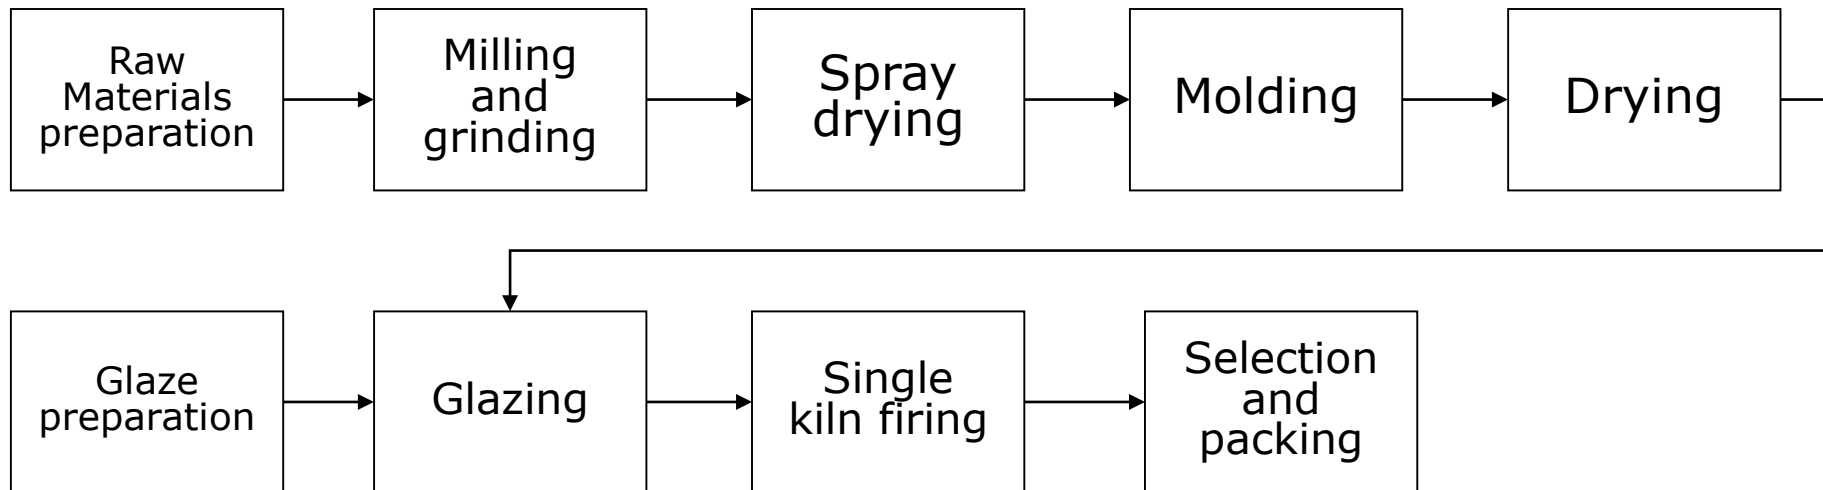 Raw
Materials
preparation
Milling
and
grinding
Spray
drying
Molding
Drying
Glaze
preparation
Glazing
Single
kiln firing
Selection
and
packing